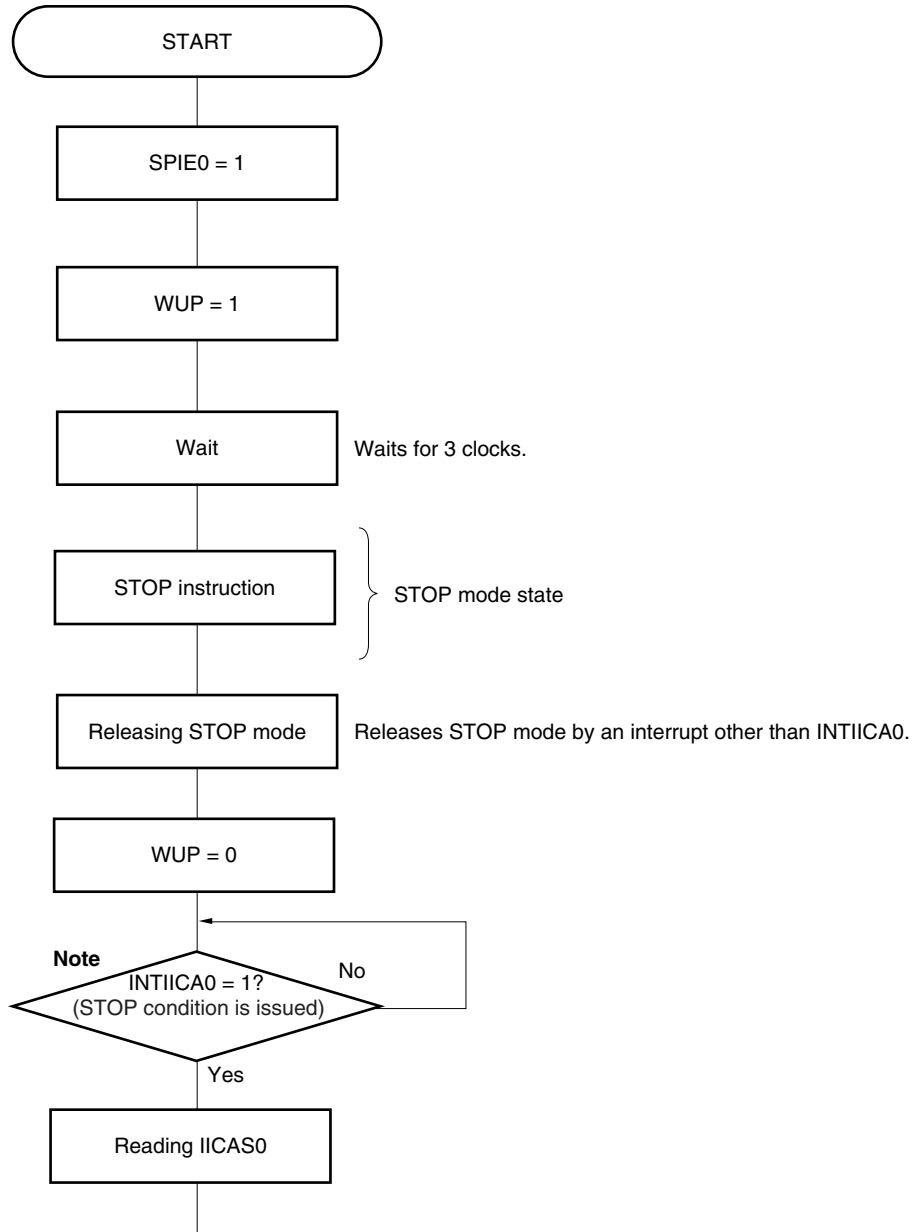 START
SPIE0 = 1
WUP = 1
Wait
Waits for 3 clocks.
STOP instruction
STOP mode state
Releasing STOP mode
Releases STOP mode by an interrupt other than INTIICA0.
WUP = 0
Note
INTIICA0 = 1?
(STOP condition is issued)
No
Yes
Reading IICAS0